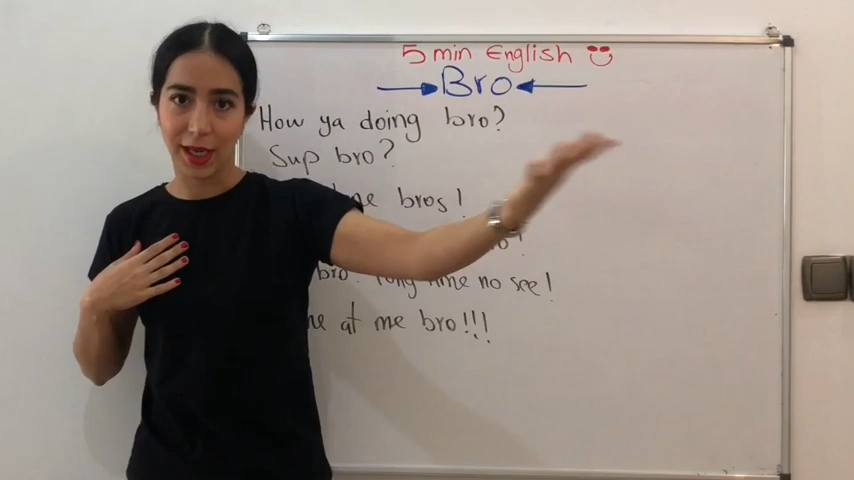 5 min English
Bro
How ya doing bro?
Sup bro?
me bros!
bro! long time no see!
me at me bro!!!